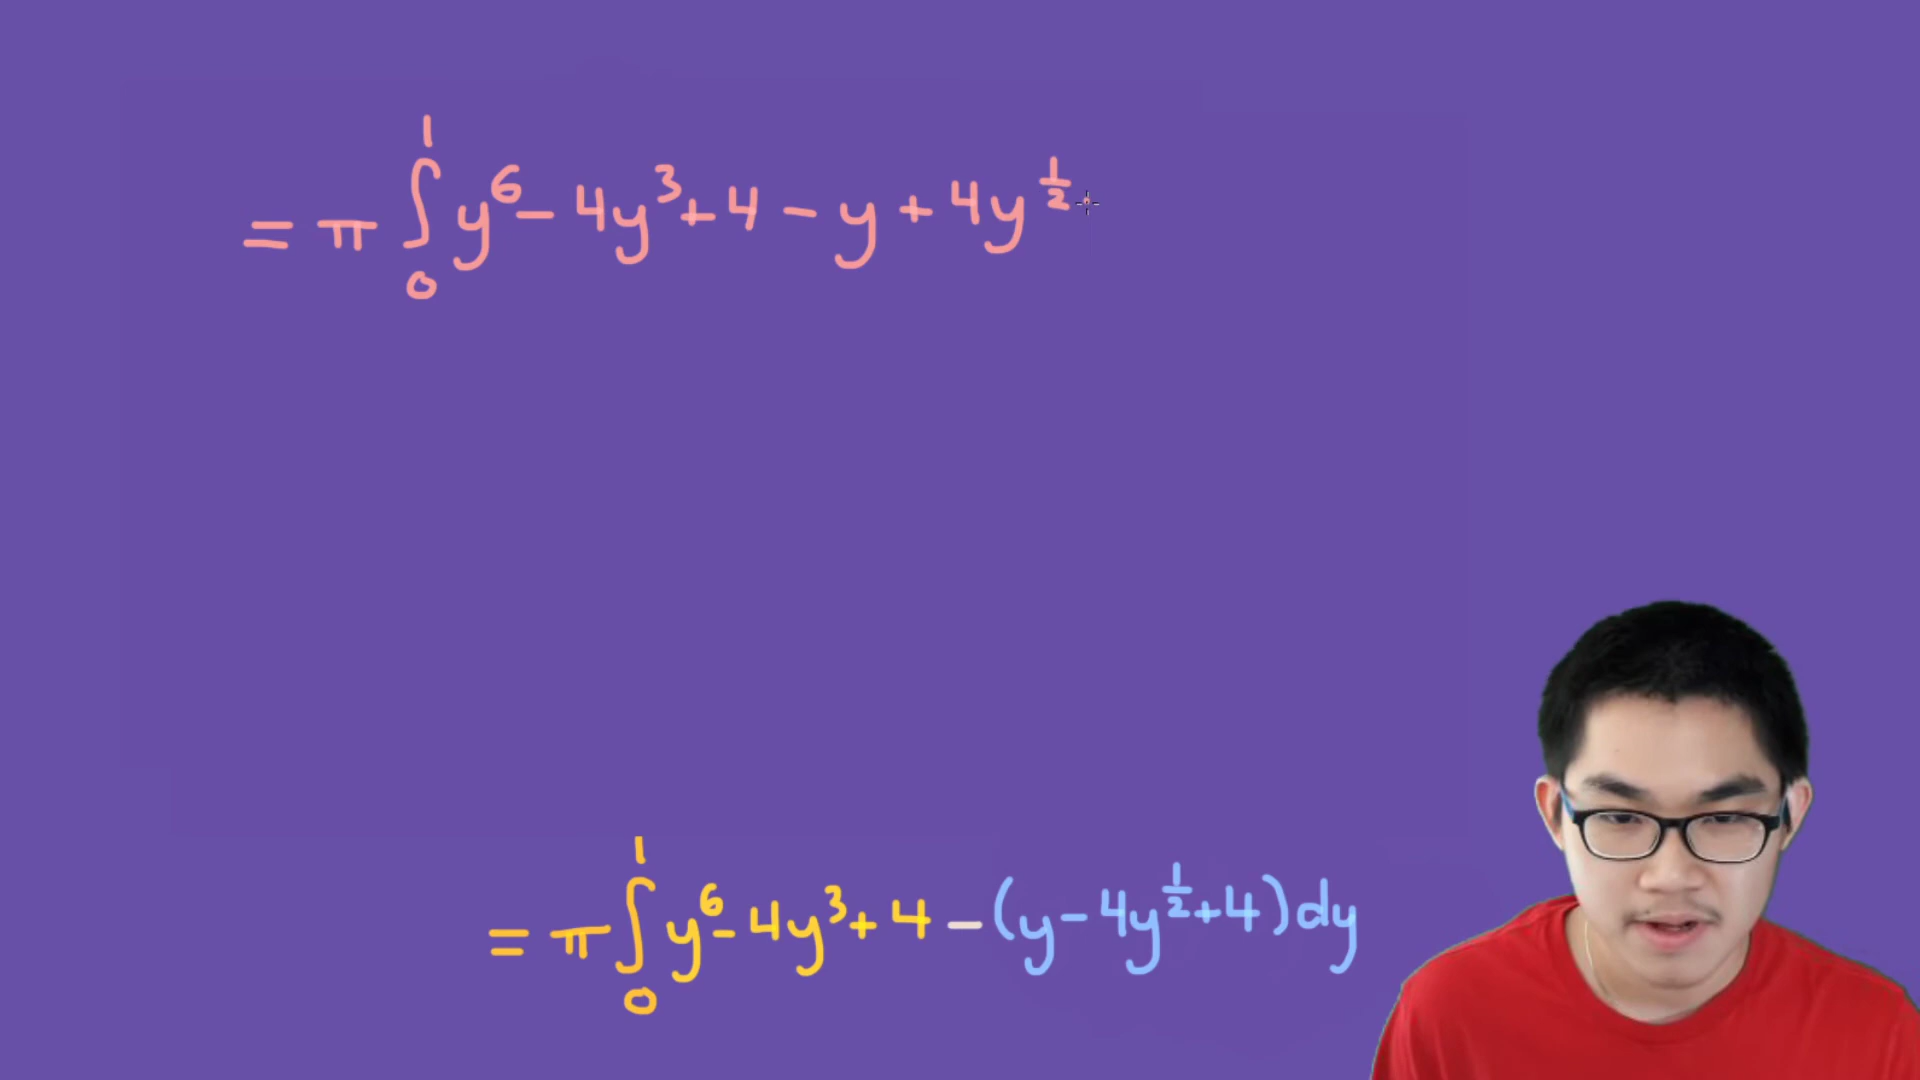 = π ∫₀¹ y⁶ - 4y³ + 4 - y + 4y^½
= π ∫₀¹ y⁶ - 4y³ + 4 - (y - 4y^½ + 4) dy